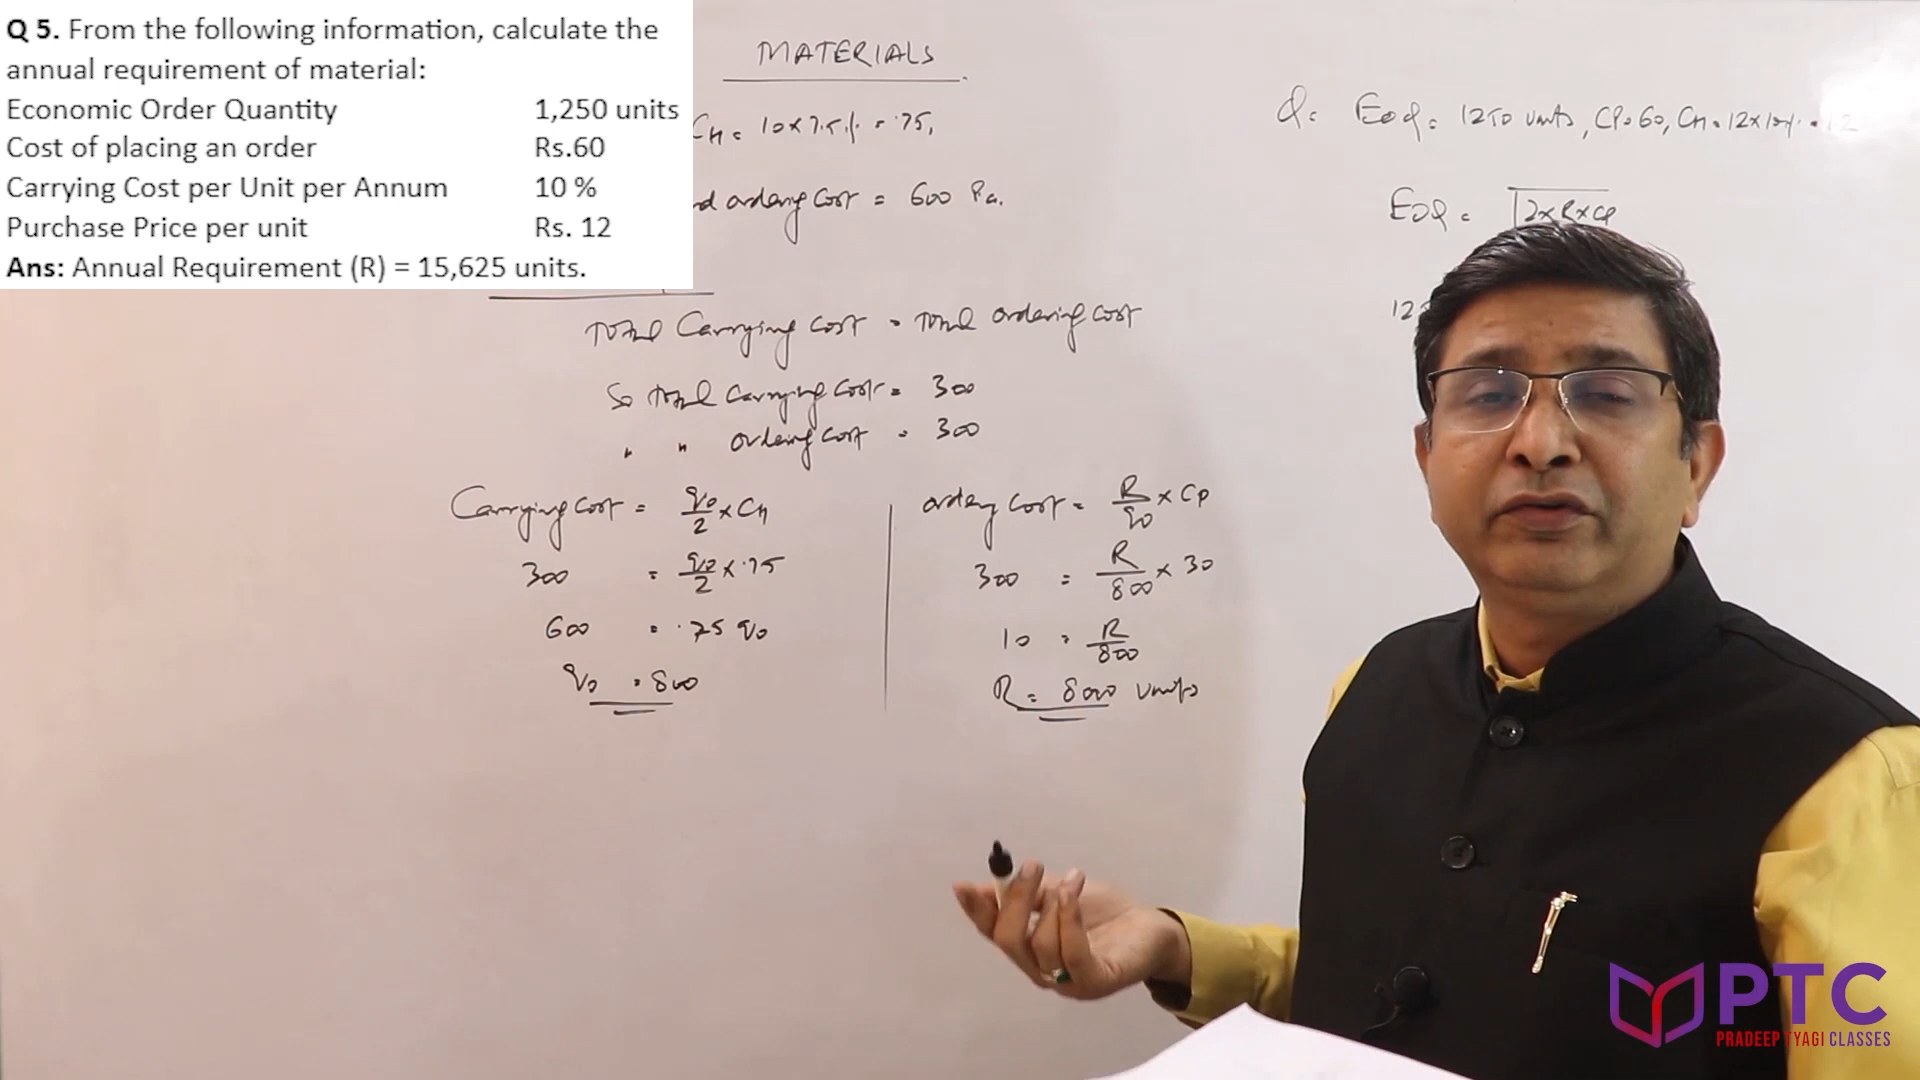 Q 5. From the following information, calculate the
annual requirement of material:
Economic Order Quantity 1,250 units
Cost of placing an order Rs.60
Carrying Cost per Unit per Annum 10 %
Purchase Price per unit Rs. 12
Ans: Annual Requirement (R) = 15,625 units.
MATERIALS
CH = 10 x 7.5% = .75,
ordering cost = 600 Pa.
Total Carrying cost = Total ordering cost
So total Carrying cost = 300
" " ordering cost = 300
Carrying cost = q0/2 x CH
300 = q0/2 x .75
600 = .75 q0
q0 = 800
ordering cost = R/q0 x CP
300 = R/800 x 30
10 = R/800
R = 8000 units
EOQ = 1250 units, CP = 60, CH = 12 x 10% = 1.2
EOQ = √2xRxCP
PTC
PRADEEP TYAGI CLASSES